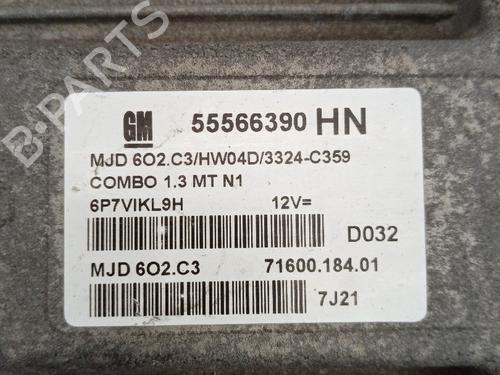 B-PARTS
GM 55566390 HN
MJD 6O2.C3/HW04D/3324-C359
COMBO 1.3 MT N1
6P7VIKL9H 12V=
D032
MJD 6O2.C3 71600.184.01
7J21